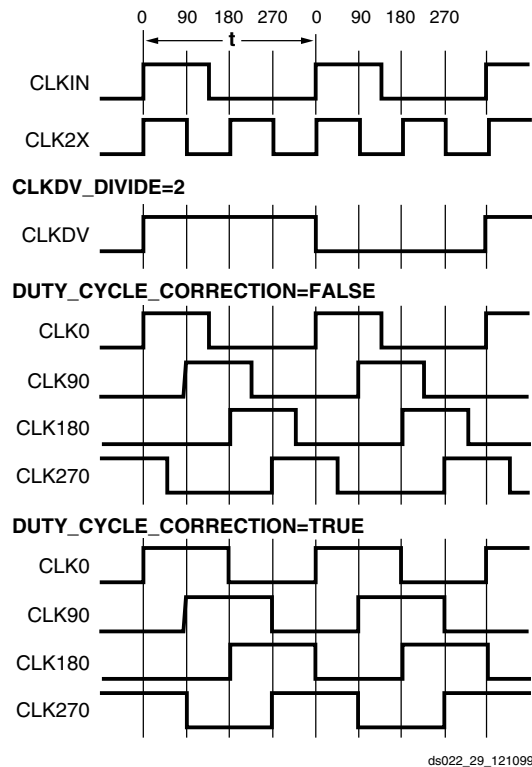 0 90 180 270 0 90 180 270
t
CLKIN
CLK2X
CLKDV_DIVIDE=2
CLKDV
DUTY_CYCLE_CORRECTION=FALSE
CLK0
CLK90
CLK180
CLK270
DUTY_CYCLE_CORRECTION=TRUE
CLK0
CLK90
CLK180
CLK270
ds022_29_121099